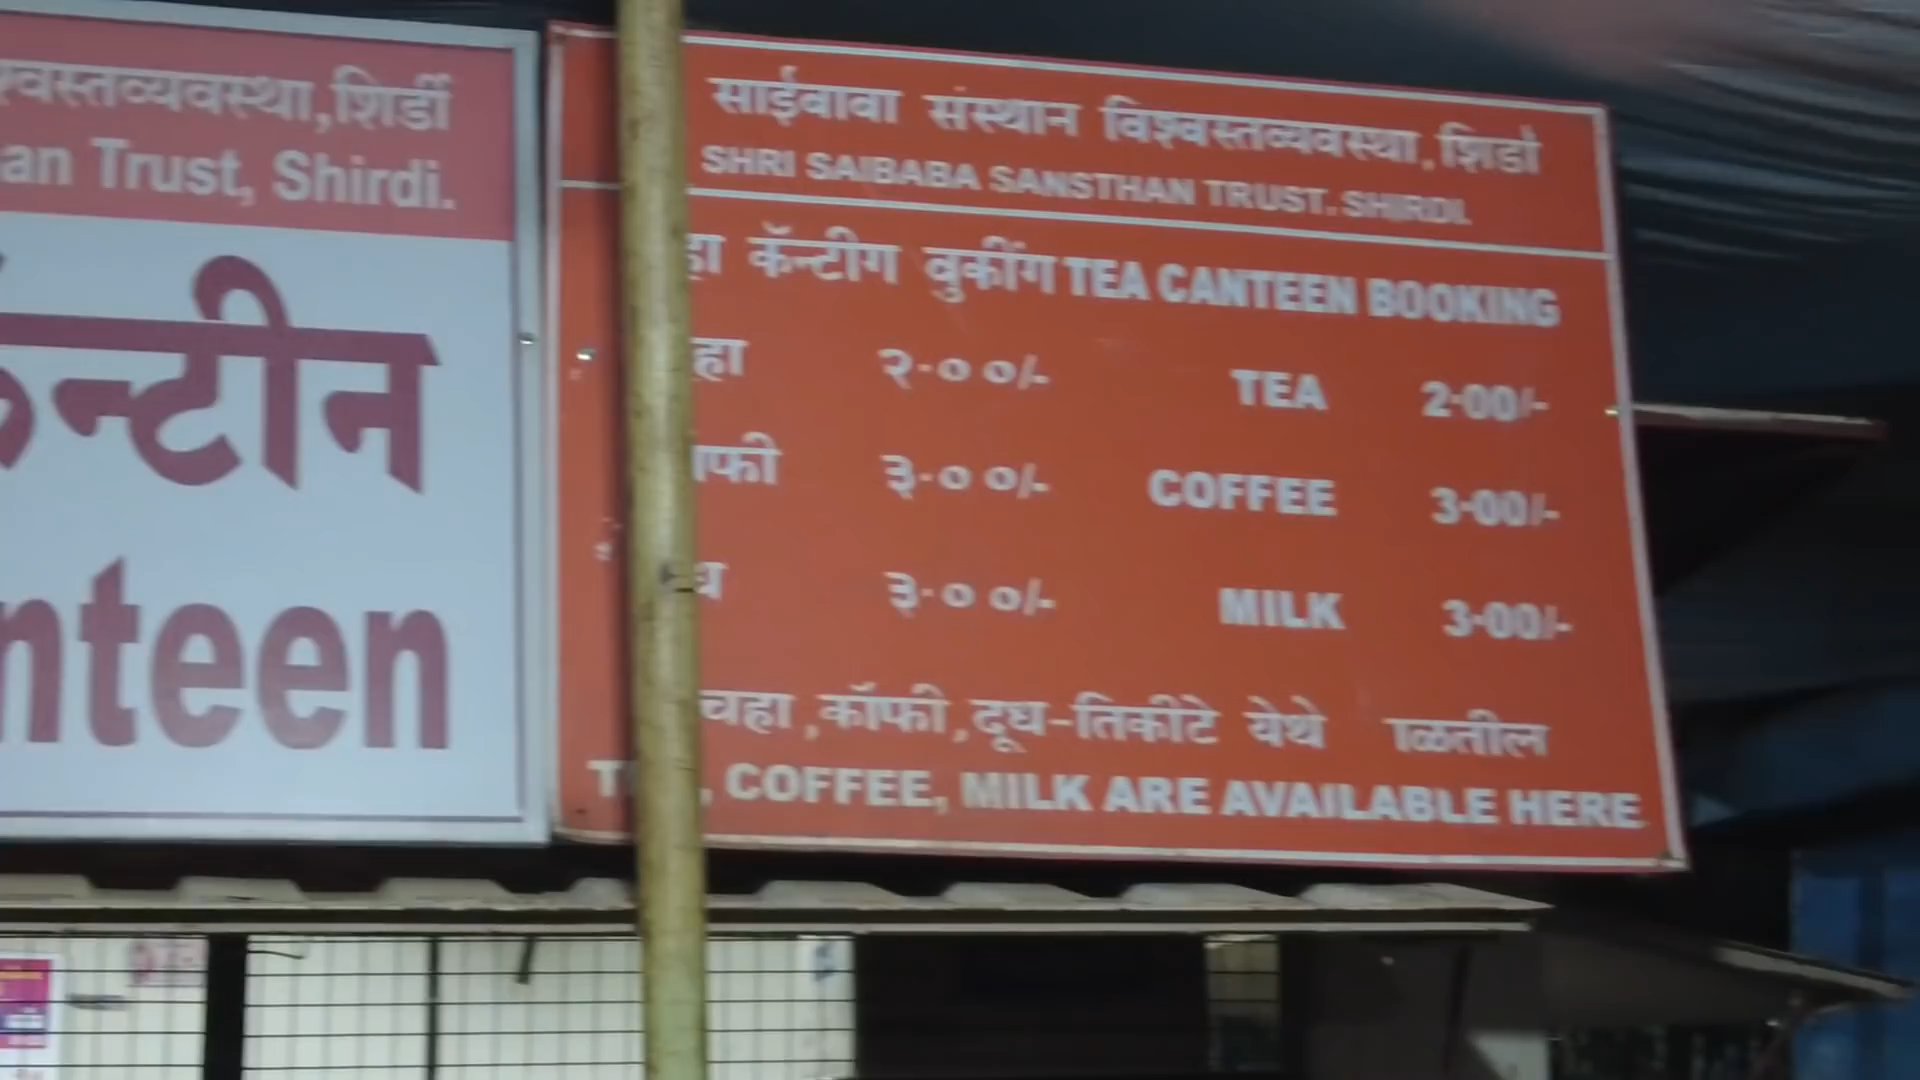 श्वस्तव्यवस्था,शिर्डी
an Trust, Shirdi.
कॅन्टीन
nteen
साईबाबा संस्थान विश्वस्तव्यवस्था,शिर्डी
SHRI SAIBABA SANSTHAN TRUST. SHIRDI.
हा कॅन्टीग बुकींग TEA CANTEEN BOOKING
हा २·००/- TEA 2·00/-
फी ३·००/- COFFEE 3·00/-
ध ३·००/- MILK 3·00/-
चहा,कॉफी,दूध-तिकीटे येथे ाळतील
T , COFFEE, MILK ARE AVAILABLE HERE